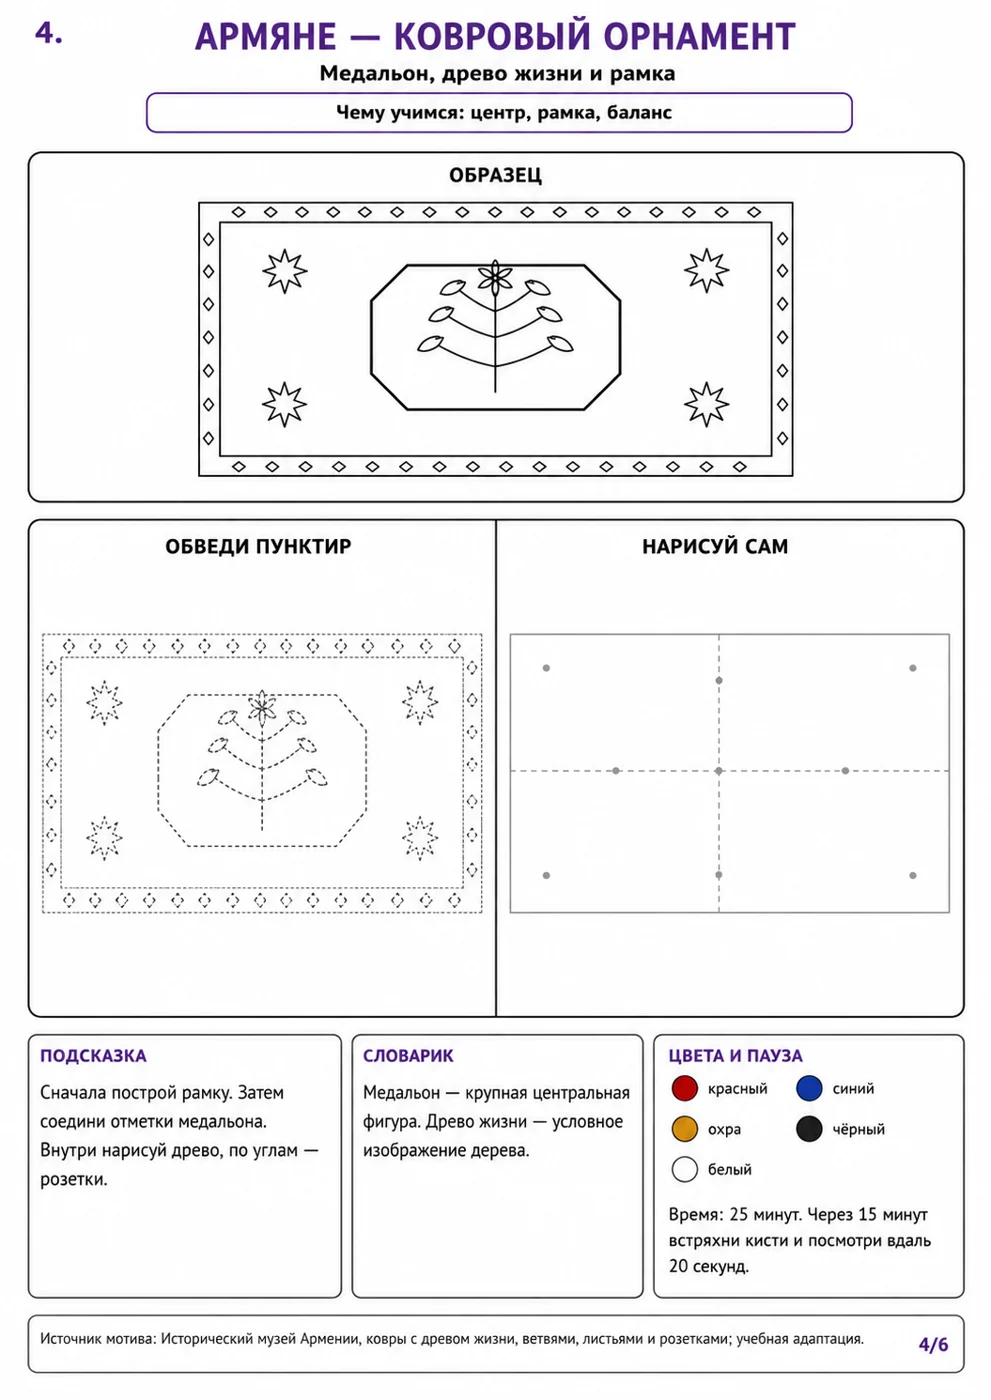 4.
АРМЯНЕ — КОВРОВЫЙ ОРНАМЕНТ
Медальон, древо жизни и рамка
Чему учимся: центр, рамка, баланс
ОБРАЗЕЦ
ОБВЕДИ ПУНКТИР
НАРИСУЙ САМ
ПОДСКАЗКА
Сначала построй рамку. Затем
соедини отметки медальона.
Внутри нарисуй древо, по углам —
розетки.
СЛОВАРИК
Медальон — крупная центральная
фигура. Древо жизни — условное
изображение дерева.
ЦВЕТА И ПАУЗА
красный
синий
охра
чёрный
белый
Время: 25 минут. Через 15 минут
встряхни кисти и посмотри вдаль
20 секунд.
Источник мотива: Исторический музей Армении, ковры с древом жизни, ветвями, листьями и розетками; учебная адаптация.
4/6